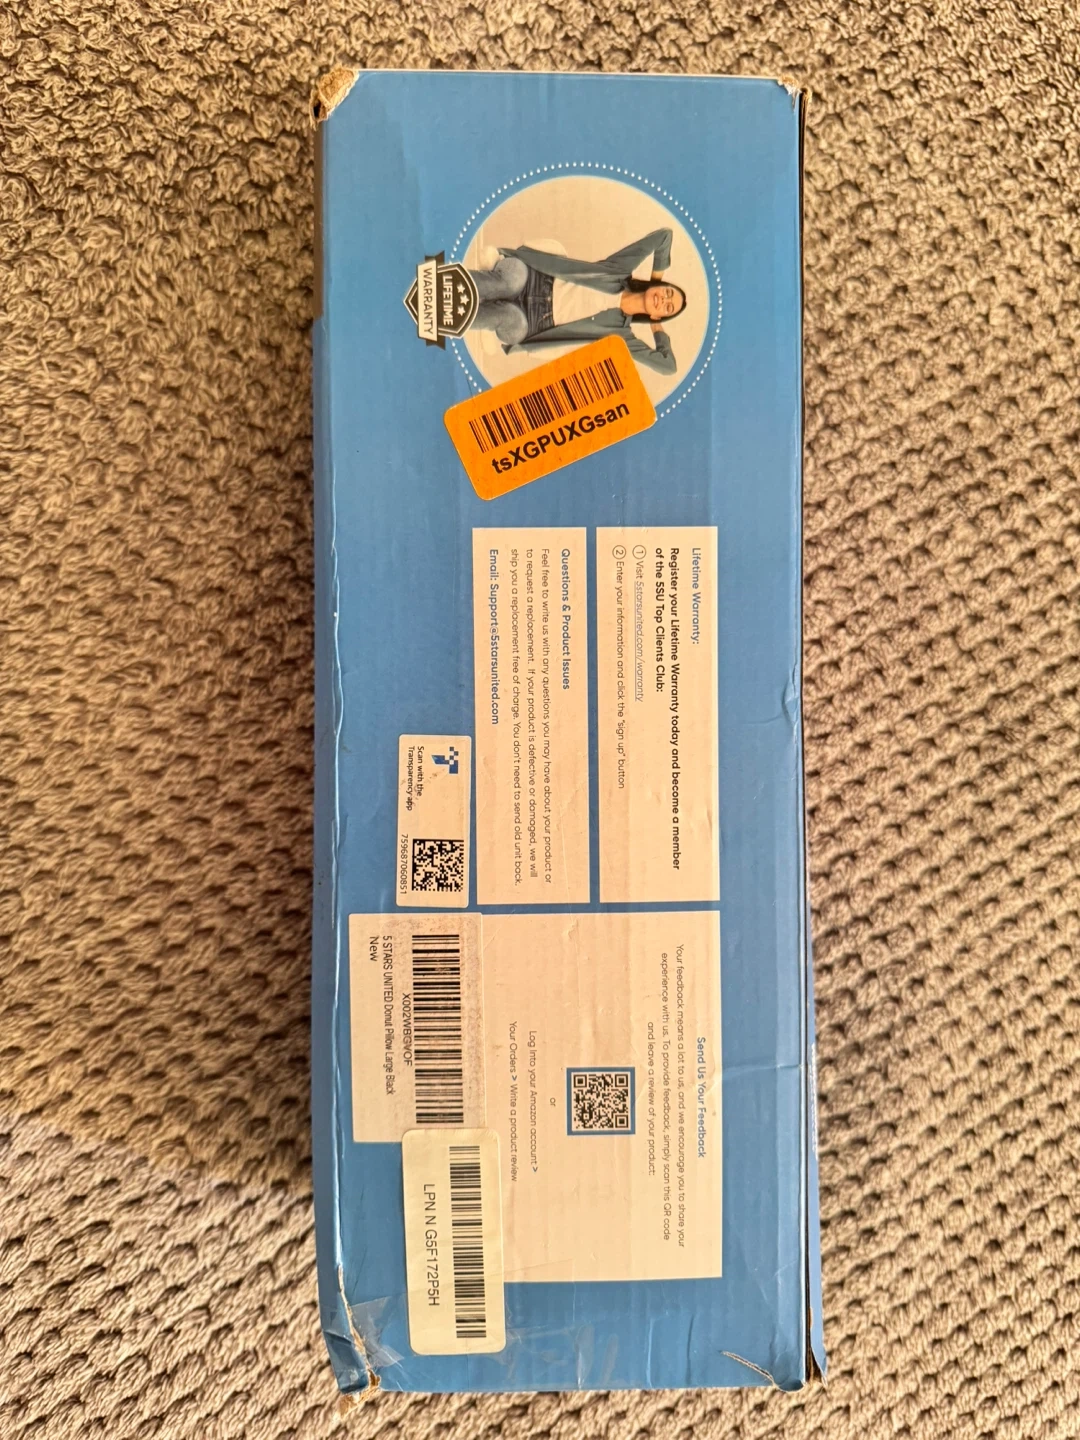 LIFETIME
WARRANTY
tsXGPUXGsan
Lifetime Warranty:
Register your Lifetime Warranty today and become a member
of the 5SU Top Clients Club:
1 Visit 5starsunited.com/warranty
2 Enter your information and click the "sign up" button
Questions & Product Issues
Feel free to write us with any questions you may have about your product or
to request a replacement. If your product is defective or damaged, we will
ship you a replacement free of charge. You don't need to send old unit back.
Email: Support@5starsunited.com
Scan with the
Transparency app
759687060851
Send Us Your Feedback
Your feedback means a lot to us, and we encourage you to share your
experience with us. To provide feedback, simply scan this QR code
and leave a review of your product:
or
Log into your Amazon account >
Your Orders > Write a product review
X002WBGVOF
5 STARS UNITED Donut Pillow Large Black
New
LPN N G5F172P5H